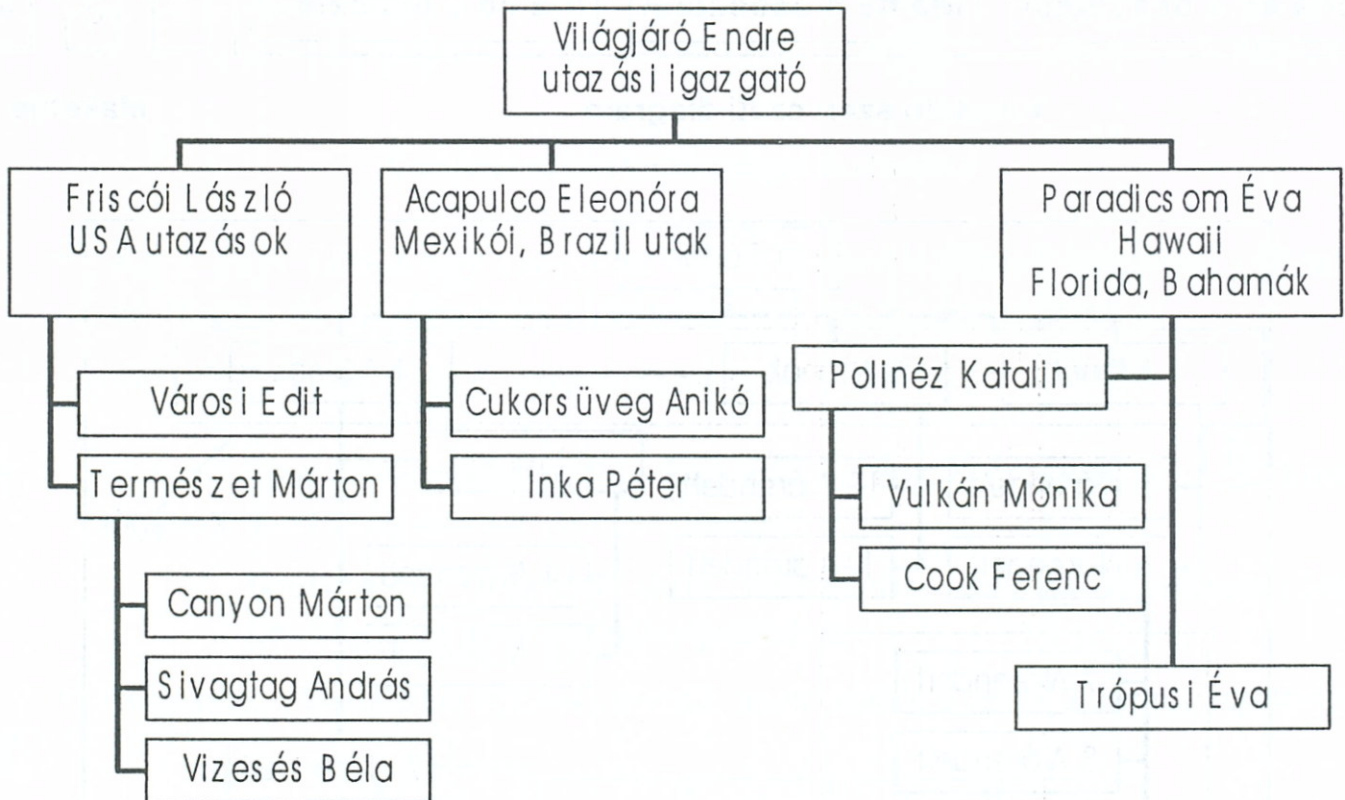 Világjáró Endre
utazási igazgató
Friscói László
USA utazások
Acapulco Eleonóra
Mexikói, Brazil utak
Paradicsom Éva
Hawaii
Florida, Bahamák
Városi Edit
Természet Márton
Canyon Márton
Sivagtag András
Vizesés Béla
Cukorsüveg Anikó
Inka Péter
Polinéz Katalin
Vulkán Mónika
Cook Ferenc
Trópusi Éva